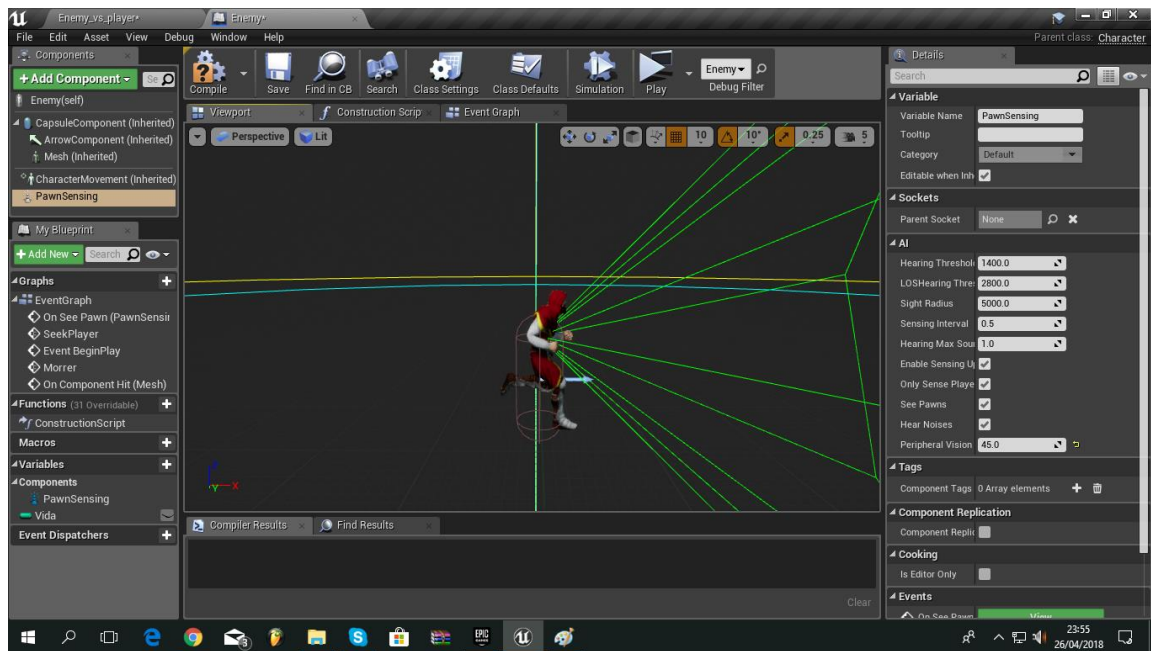 Enemy_vs_player*
Enemy*
File Edit Asset View Debug Window Help
Parent class: Character
Components
+Add Component
Se
Enemy(self)
CapsuleComponent (Inherited)
ArrowComponent (Inherited)
Mesh (Inherited)
CharacterMovement (Inherited)
PawnSensing
My Blueprint
+Add New
Search
Graphs
EventGraph
On See Pawn (PawnSensir
SeekPlayer
Event BeginPlay
Morrer
On Component Hit (Mesh)
Functions (31 Overridable)
ConstructionScript
Macros
Variables
Components
PawnSensing
Vida
Event Dispatchers
Compile Save Find in CB Search Class Settings Class Defaults Simulation Play
Enemy
Debug Filter
Viewport
Construction Scrip
Event Graph
Perspective Lit
10 10° 0.25 5
X
Y
Compiler Results
Find Results
Clear
Details
Search
Variable
Variable Name PawnSensing
Tooltip
Category Default
Editable when Inh
Sockets
Parent Socket None
AI
Hearing Threshol 1400.0
LOSHearing Thre 2800.0
Sight Radius 5000.0
Sensing Interval 0.5
Hearing Max Sou 1.0
Enable Sensing U
Only Sense Playe
See Pawns
Hear Noises
Peripheral Vision 45.0
Tags
Component Tags 0 Array elements
Component Replication
Component Replic
Cooking
Is Editor Only
Events
On See Pawn View
EPIC
GAMES
3
23:55
26/04/2018